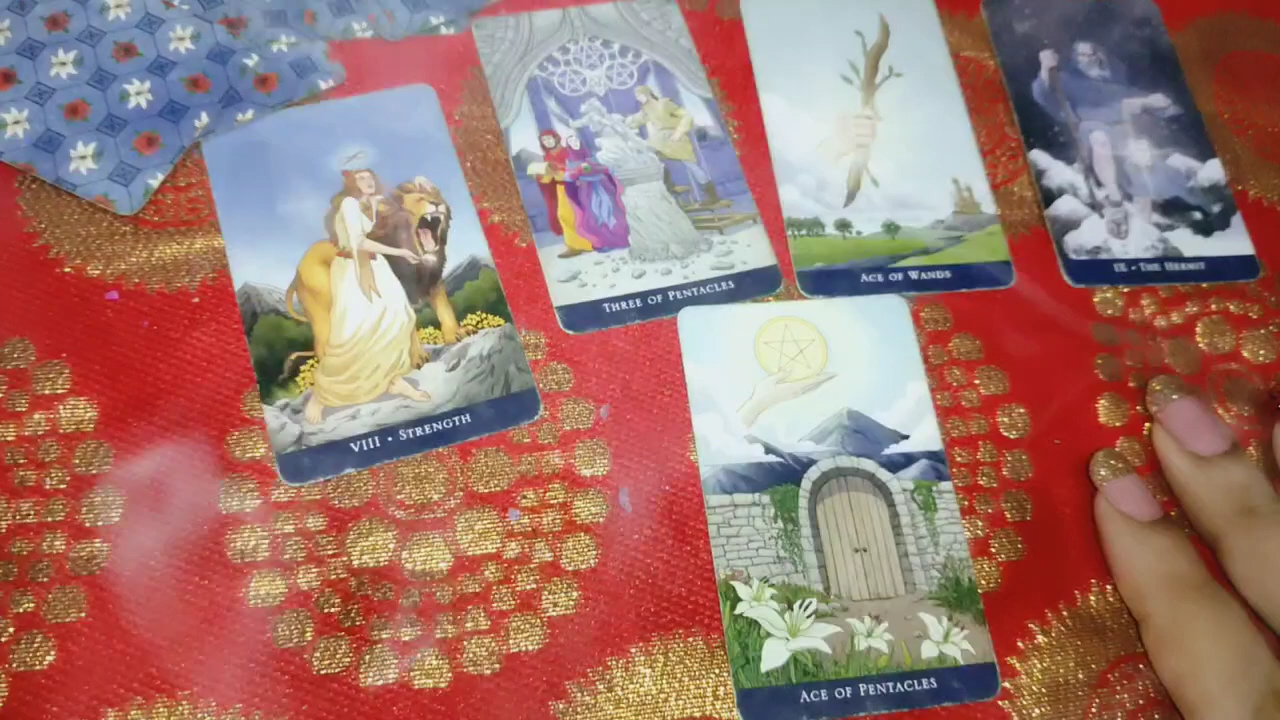 VIII • STRENGTH
THREE OF PENTACLES
ACE OF WANDS
IX • THE HERMIT
ACE OF PENTACLES